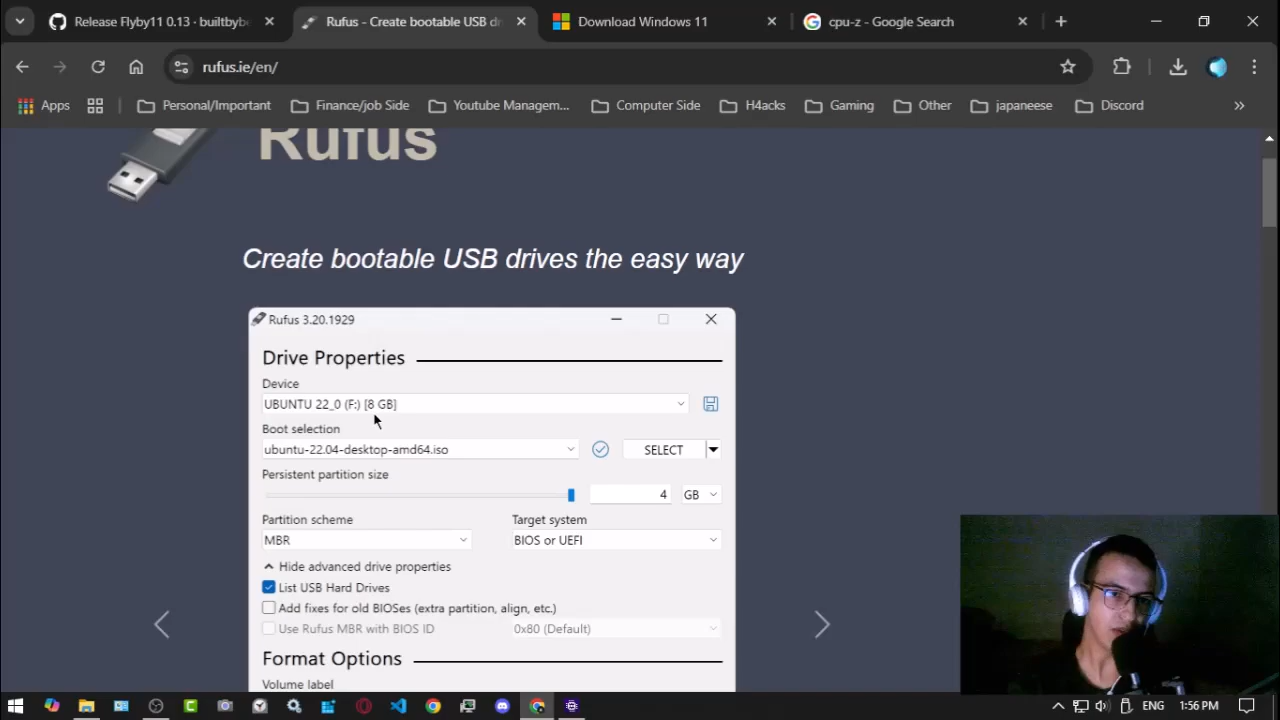 Release Flyby11 0.13 · builtbybe
Rufus - Create bootable USB dr
Download Windows 11
cpu-z - Google Search
rufus.ie/en/
Apps
Personal/Important
Finance/job Side
Youtube Managem...
Computer Side
H4acks
Gaming
Other
japaneese
Discord
Rufus
Create bootable USB drives the easy way
Rufus 3.20.1929
Drive Properties
Device
UBUNTU 22_0 (F:) [8 GB]
Boot selection
ubuntu-22.04-desktop-amd64.iso
SELECT
Persistent partition size
4
GB
Partition scheme
Target system
MBR
BIOS or UEFI
Hide advanced drive properties
List USB Hard Drives
Add fixes for old BIOSes (extra partition, align, etc.)
Use Rufus MBR with BIOS ID
0x80 (Default)
Format Options
Volume label
ENG
1:56 PM